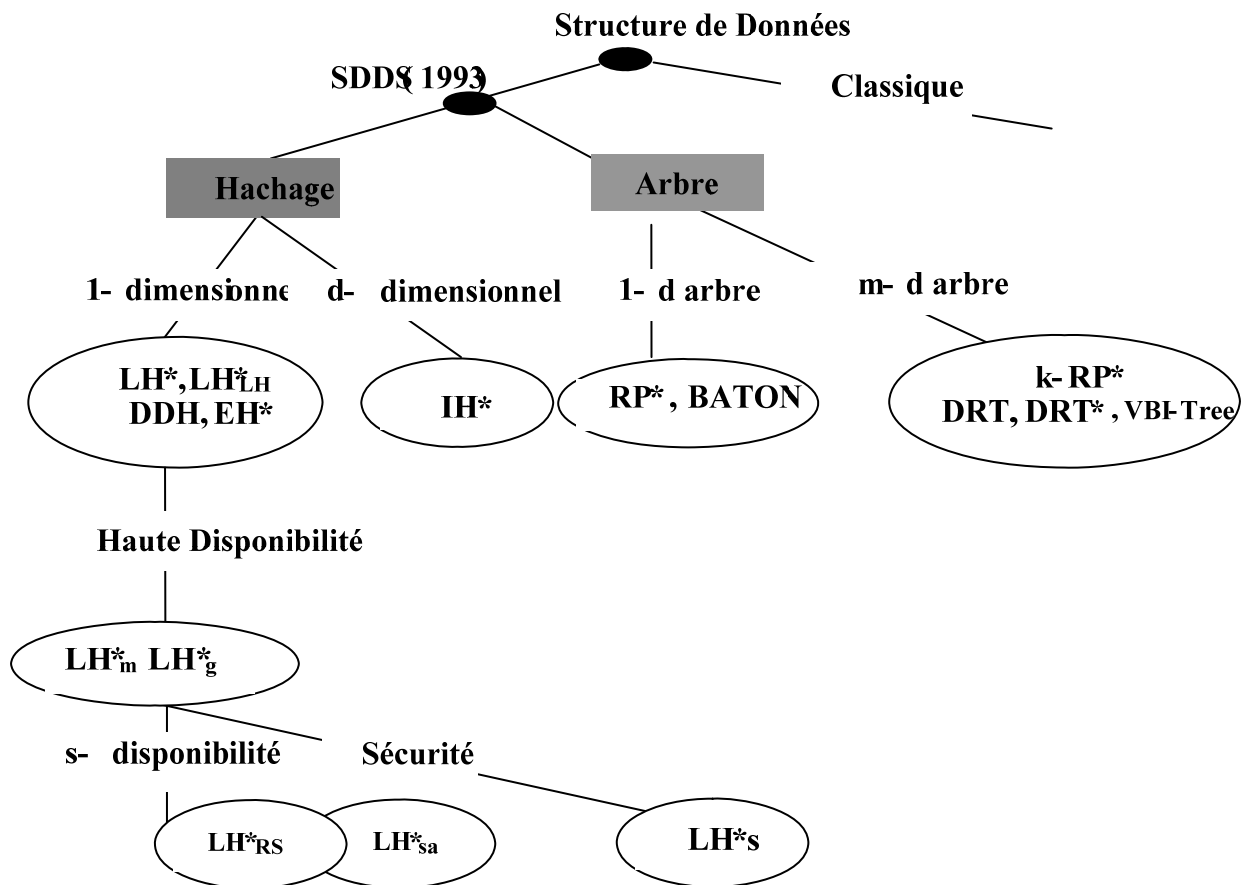 Structure de Données
SDDS( 1993)
Classique
Hachage
Arbre
1- dimensionne
d- dimensionnel
1- d arbre
m- d arbre
LH*, LH*LH
DDH, EH*
IH*
RP* , BATON
k- RP*
DRT, DRT* , VBI-Tree
Haute Disponibilité
LH*m LH*g
s- disponibilité
Sécurité
LH*RS
LH*sa
LH*s